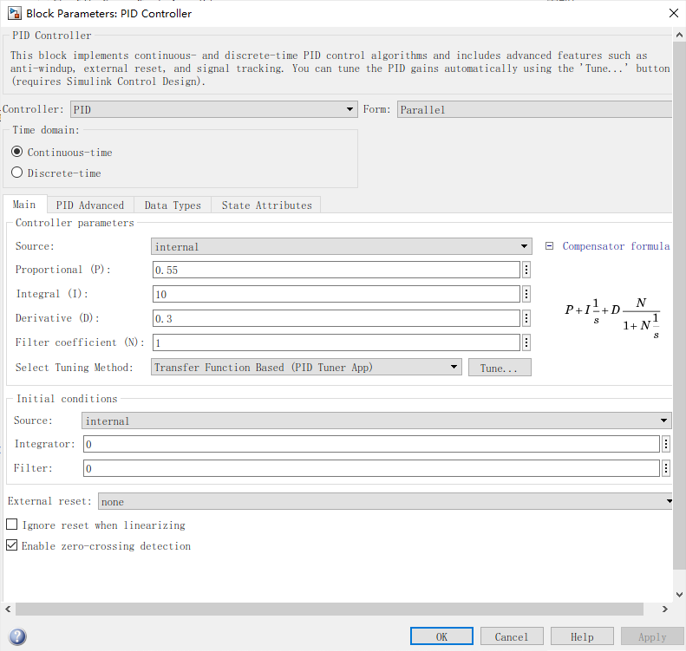 Block Parameters: PID Controller
PID Controller
This block implements continuous- and discrete-time PID control algorithms and includes advanced features such as
anti-windup, external reset, and signal tracking. You can tune the PID gains automatically using the 'Tune...' button
(requires Simulink Control Design).
Controller: PID Form: Parallel
Time domain:
Continuous-time
Discrete-time
Main PID Advanced Data Types State Attributes
Controller parameters
Source: internal Compensator formula
Proportional (P): 0.55
Integral (I): 10
Derivative (D): 0.3
Filter coefficient (N): 1
P+I 1/s +D N/(1+N 1/s)
Select Tuning Method: Transfer Function Based (PID Tuner App) Tune...
Initial conditions
Source: internal
Integrator: 0
Filter: 0
External reset: none
Ignore reset when linearizing
Enable zero-crossing detection
OK Cancel Help Apply